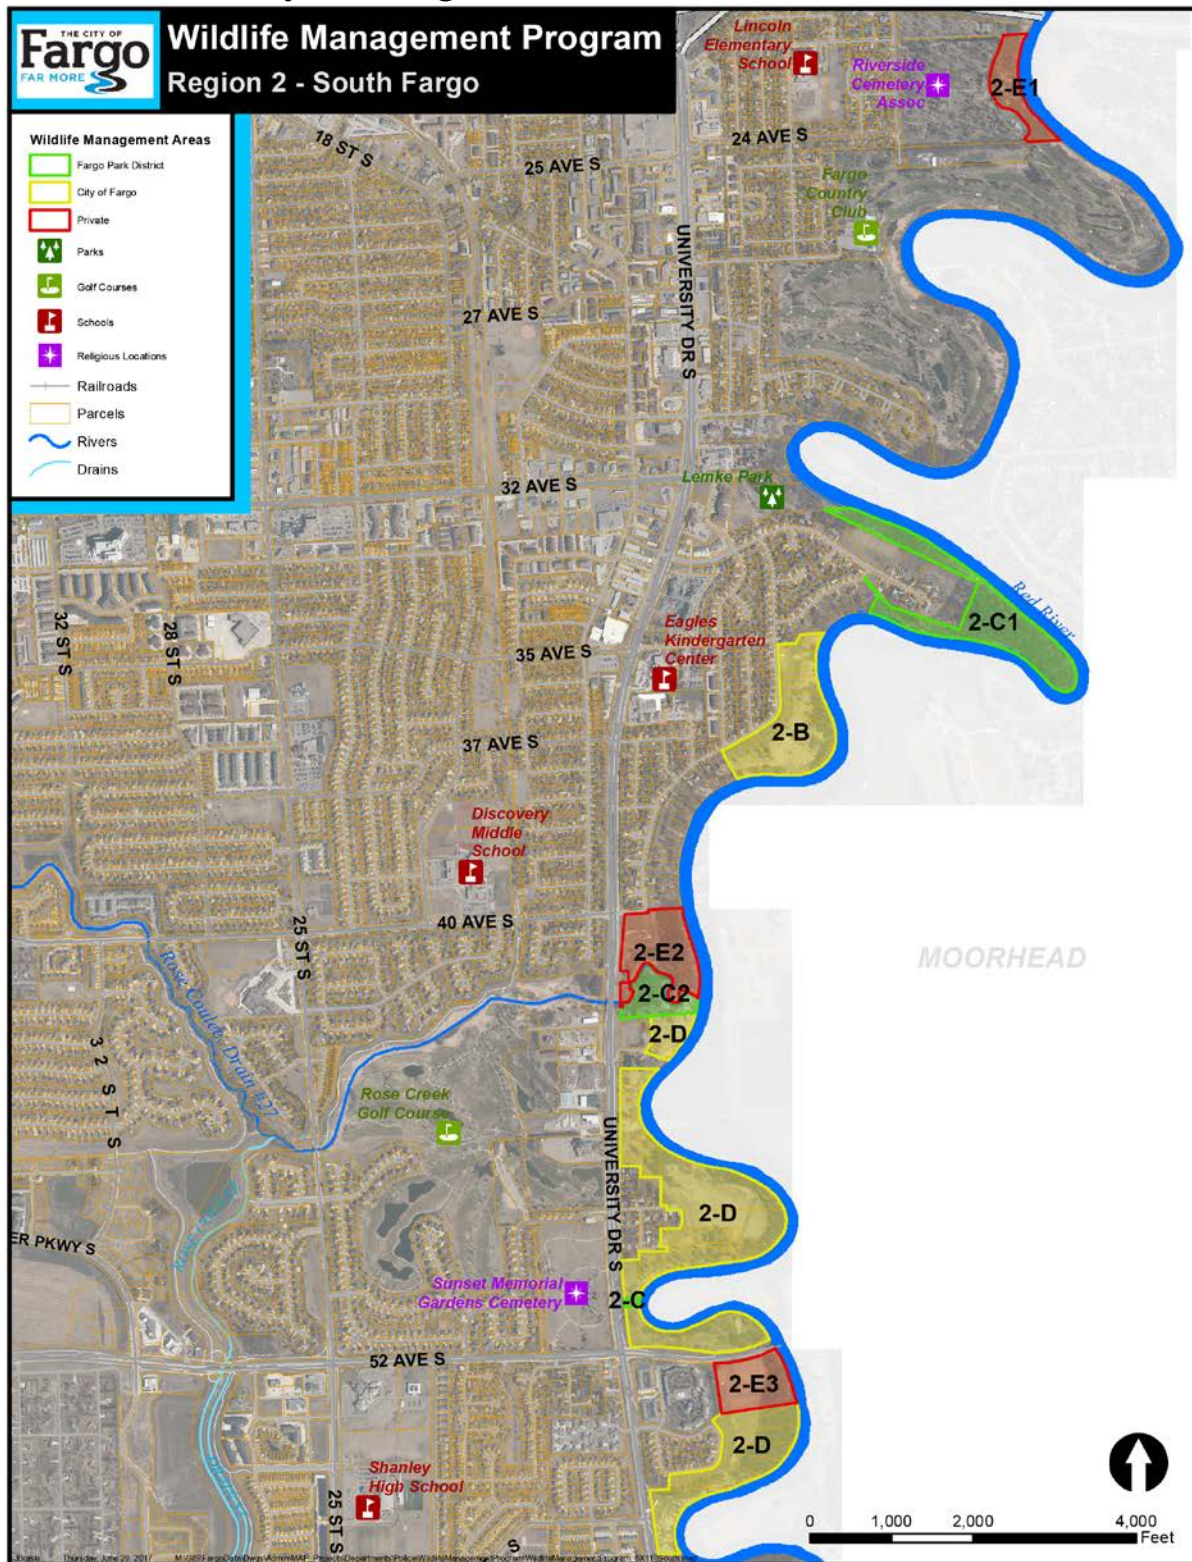 THE CITY OF
Fargo
FAR MORE
Wildlife Management Program
Region 2 - South Fargo
Wildlife Management Areas
Fargo Park District
City of Fargo
Private
Parks
Golf Courses
Schools
Religious Locations
Railroads
Parcels
Rivers
Drains
Lincoln
Elementary
School
Riverside
Cemetery
Assoc
2-E1
18 ST S
24 AVE S
25 AVE S
Fargo
Country
Club
UNIVERSITY DR S
27 AVE S
Lemke Park
32 AVE S
Red River
2-C1
32 ST S
28 ST S
Eagles
Kindergarten
Center
35 AVE S
2-B
37 AVE S
Discovery
Middle
School
40 AVE S
25 ST S
2-E2
MOORHEAD
2-C2
Rose Coulee, Drain #27
2-D
32 ST S
Rose Creek
Golf Course
UNIVERSITY DR S
2-D
ER PKWY S
Sunset Memorial
Gardens Cemetery
2-C
52 AVE S
2-E3
2-D
Shanley
High School
25 ST S
S
0 1,000 2,000 4,000
Feet
Thursday, June 29, 2017